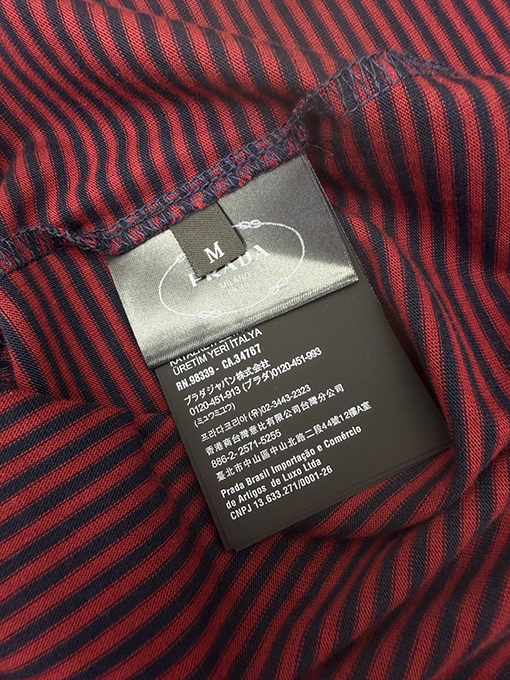 M
PRADA
MILANO
ÜRETİM YERİ İTALYA
RN.98339 - CA.34767
プラダジャパン株式会社
0120-451-913 (プラダ) 0120-451-993
(ミュウミュウ)
프라다코리아(유)02-3443-2323
香港商台灣意比有限公司台灣分公司
886-2-2571-5255
臺北市中山區中山北路二段44號12樓A室
Prada Brasil Importação e Comércio
de Artigos de Luxo Ltda
CNPJ 13.633.271/0001-26